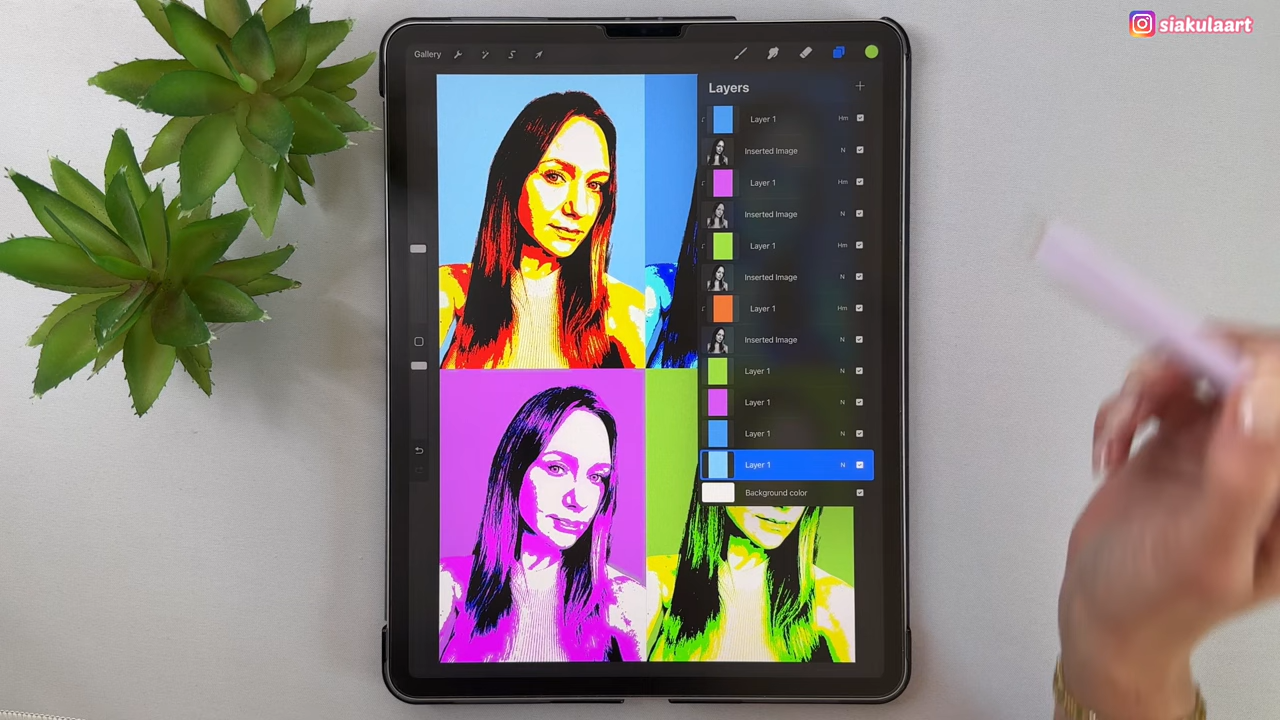 siakulaart
Gallery
Layers
Layer 1 Hm
Inserted Image N
Layer 1 Hm
Inserted Image N
Layer 1 Hm
Inserted Image N
Layer 1 Hm
Inserted Image N
Layer 1 N
Layer 1 N
Layer 1 N
Layer 1 N
Background color